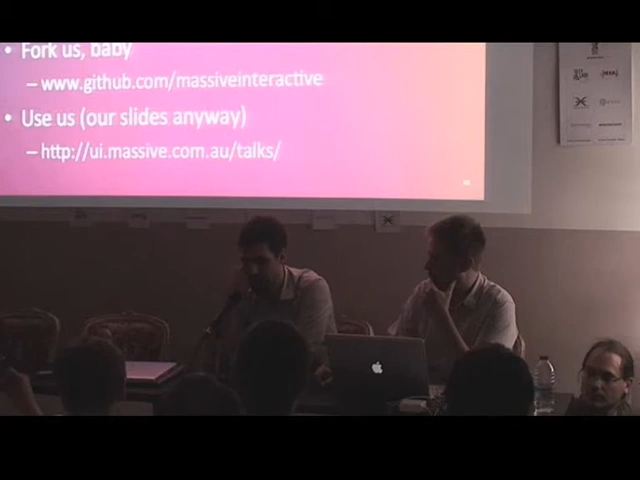 • Fork us, baby
– www.github.com/massiveinteractive
• Use us (our slides anyway)
– http://ui.massive.com.au/talks/